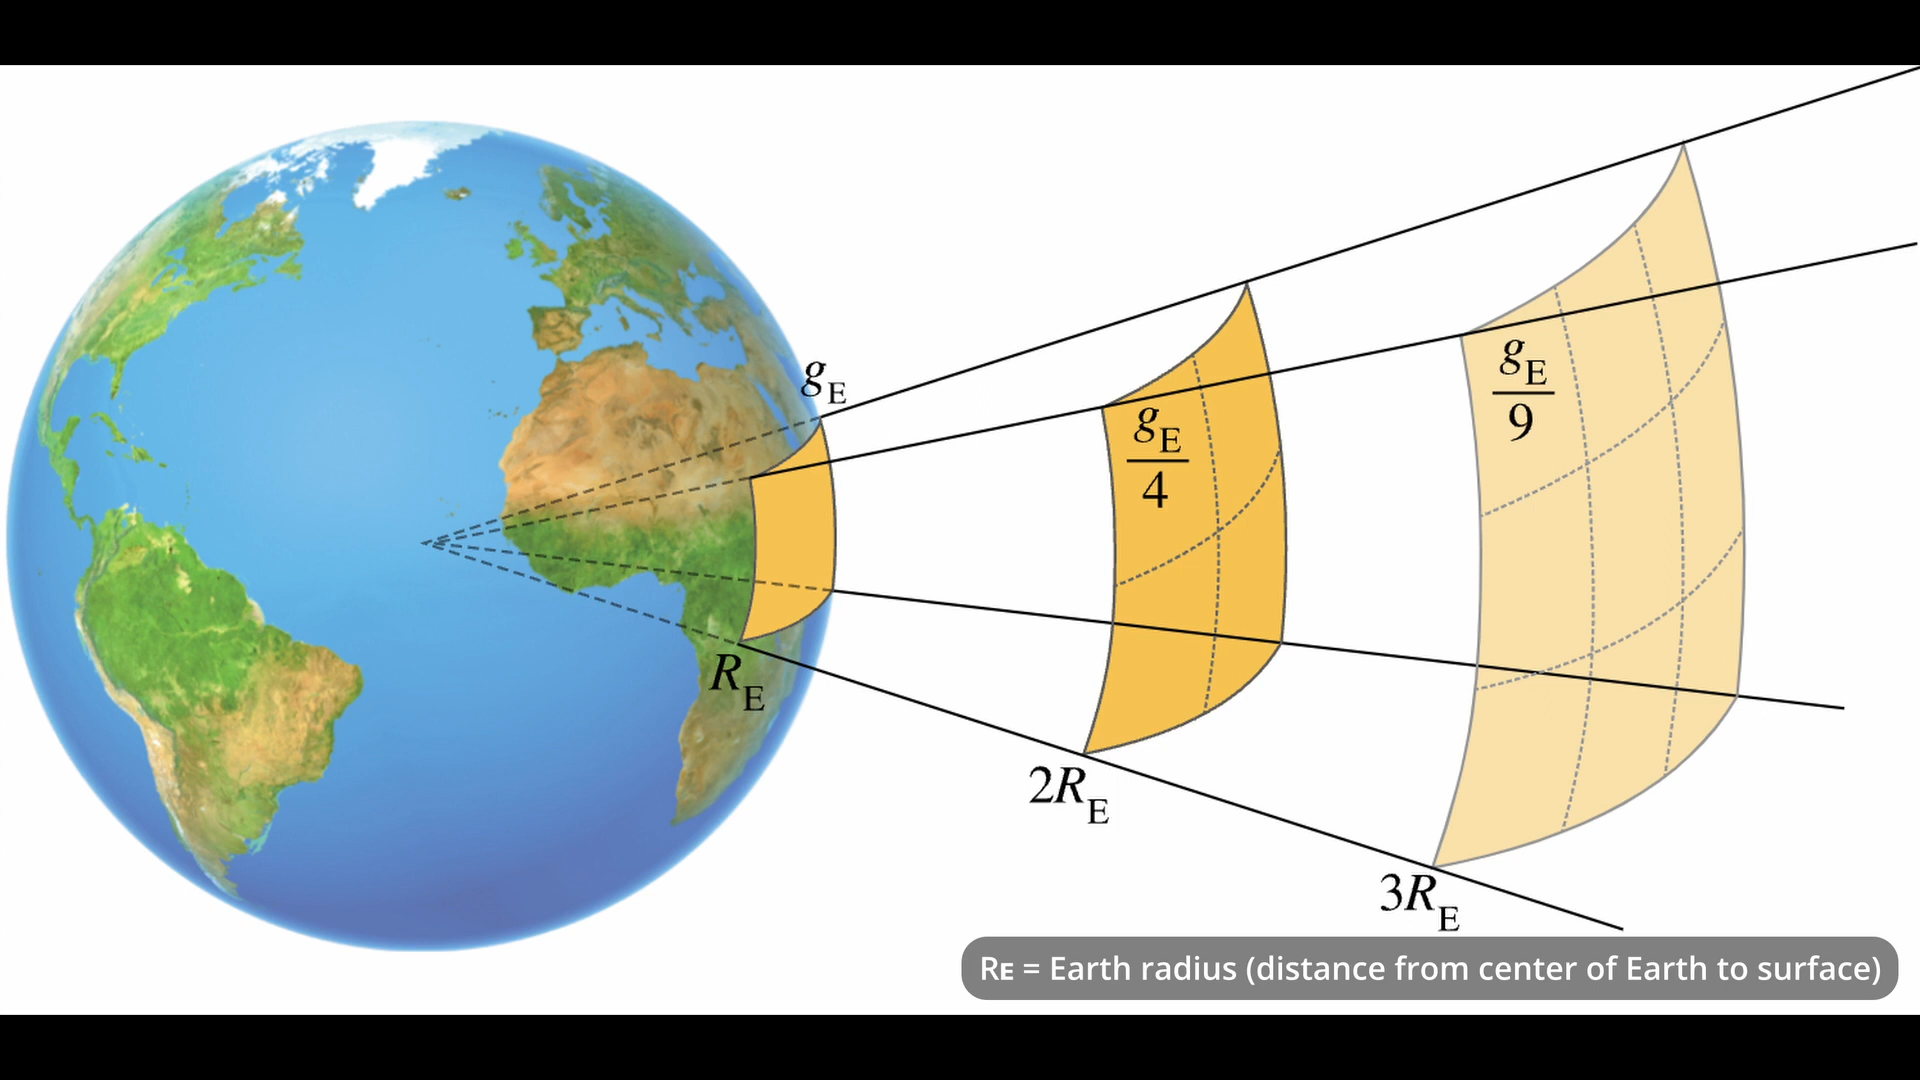 gE
gE
4
gE
9
RE
2RE
3RE
RE = Earth radius (distance from center of Earth to surface)